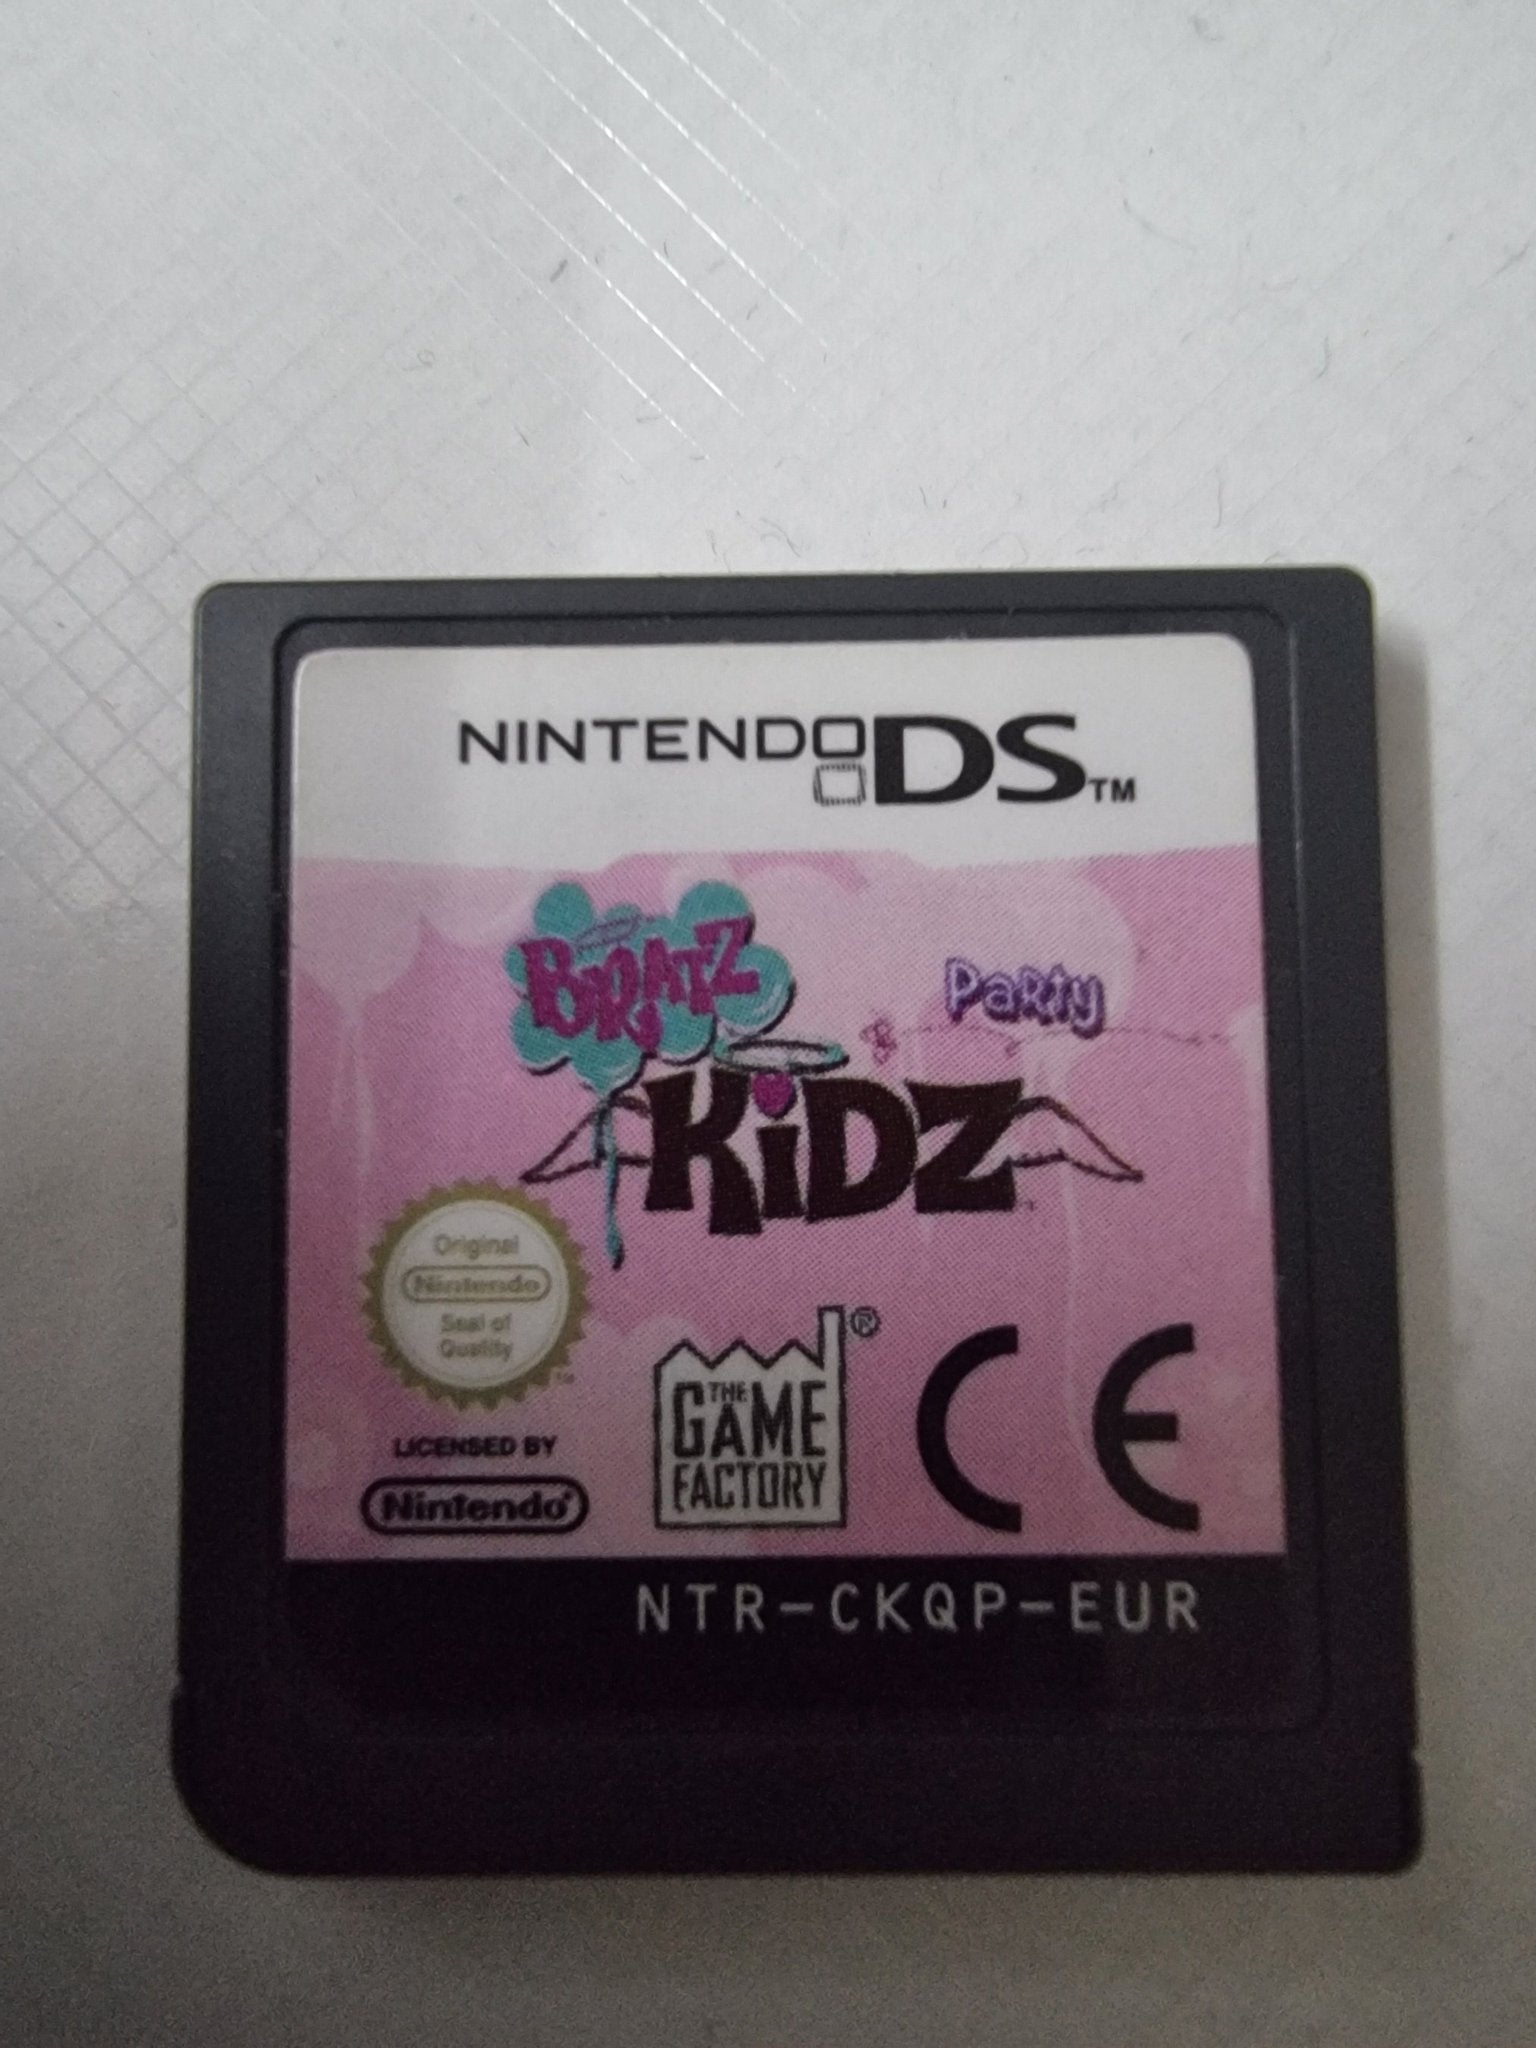 NINTENDO DS™
BRATZ
Party
KiDZ
Original
Nintendo
Seal of
Quality
™
LICENSED BY
Nintendo®
THE
GAME
FACTORY
®
CE
NTR-CKQP-EUR